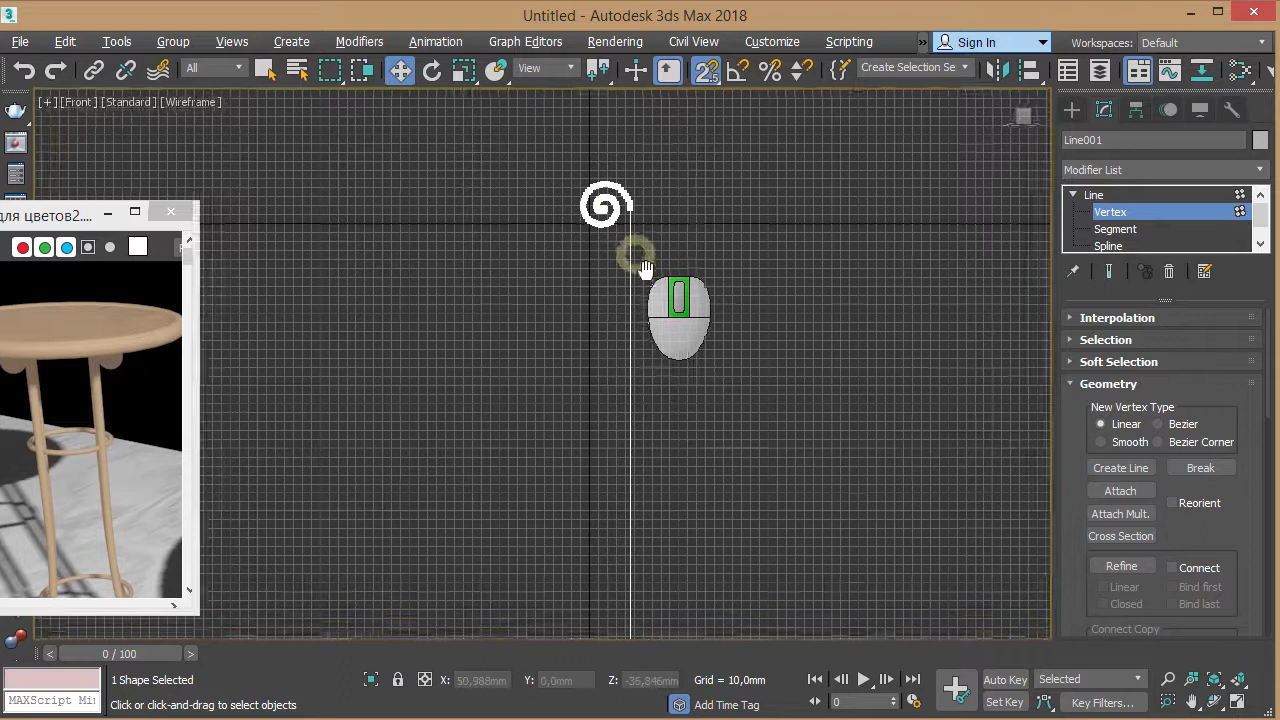 Untitled - Autodesk 3ds Max 2018
File Edit Tools Group Views Create Modifiers Animation Graph Editors Rendering Civil View Customize Scripting » Sign In Workspaces: Default
All View Create Selection Se
[+] [Front] [Standard] [Wireframe]
Line001
Modifier List
Line
Vertex
Segment
Spline
для цветов2....
Interpolation
Selection
Soft Selection
Geometry
New Vertex Type
Linear Bezier
Smooth Bezier Corner
Create Line Break
Attach
Reorient
Attach Mult.
Cross Section
Refine Connect
Linear Bind first
Closed Bind last
Connect Copy
< 0 / 100 >
1 Shape Selected X: 50,988mm Y: 0,0mm Z: -35,846mm Grid = 10,0mm Auto Key Selected
MAXScript Mi Click or click-and-drag to select objects Add Time Tag 0 Set Key Key Filters...